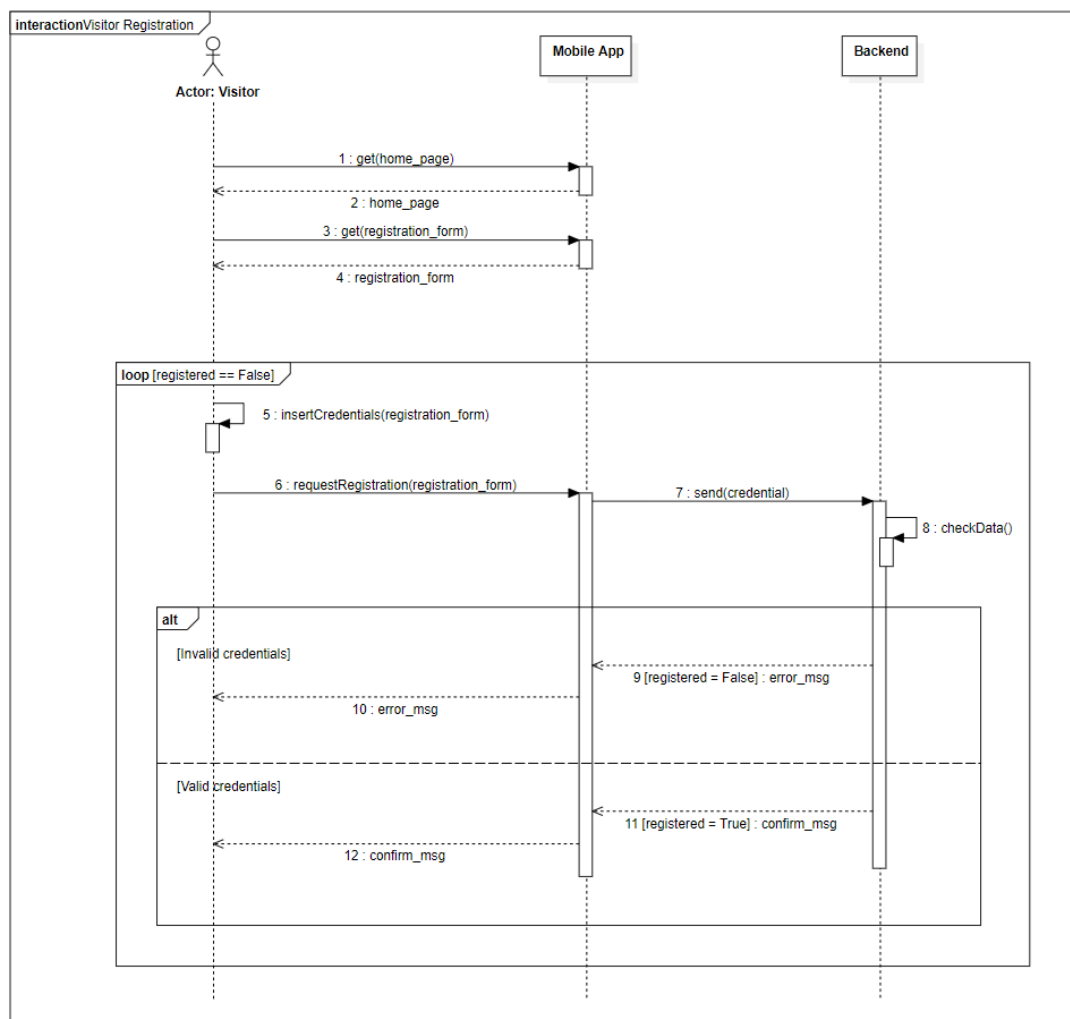 interactionVisitor Registration
Actor: Visitor
Mobile App
Backend
1 : get(home_page)
2 : home_page
3 : get(registration_form)
4 : registration_form
loop [registered == False]
5 : insertCredentials(registration_form)
6 : requestRegistration(registration_form)
7 : send(credential)
8 : checkData()
alt
[Invalid credentials]
9 [registered = False] : error_msg
10 : error_msg
[Valid credentials]
11 [registered = True] : confirm_msg
12 : confirm_msg